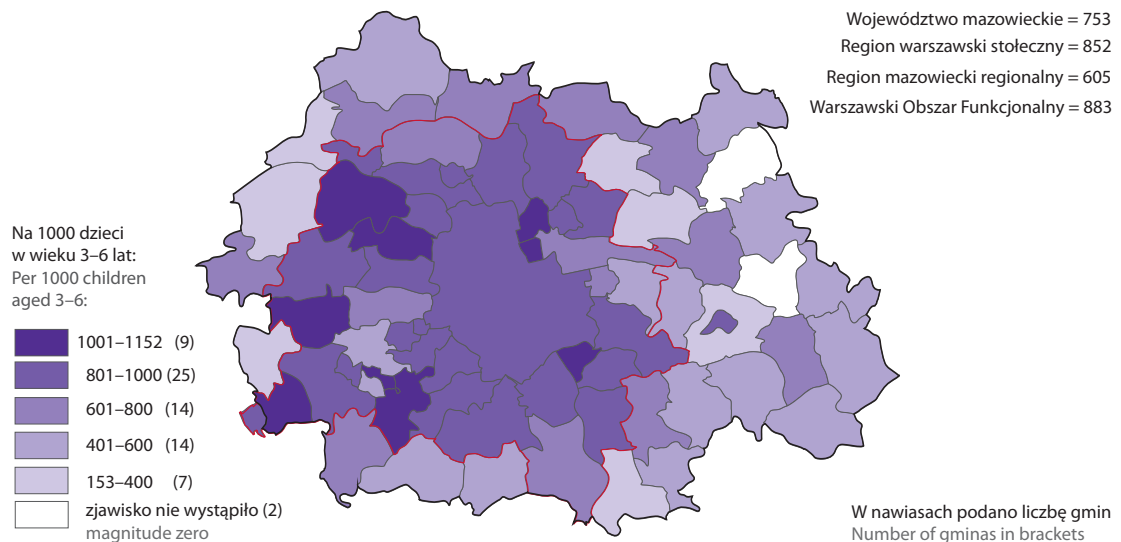 Województwo mazowieckie = 753
Region warszawski stołeczny = 852
Region mazowiecki regionalny = 605
Warszawski Obszar Funkcjonalny = 883
Na 1000 dzieci
w wieku 3–6 lat:
Per 1000 children
aged 3–6:
1001–1152 (9)
801–1000 (25)
601–800 (14)
401–600 (14)
153–400 (7)
zjawisko nie wystąpiło (2)
magnitude zero
W nawiasach podano liczbę gmin
Number of gminas in brackets